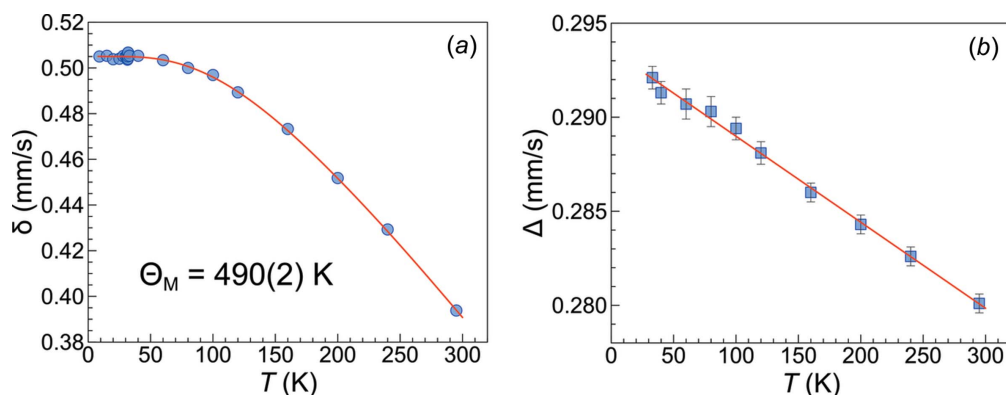 0.52
0.50
0.48
0.46
0.44
0.42
0.40
0.38
δ (mm/s)
(a)
Θ_M = 490(2) K
0 50 100 150 200 250 300
T (K)
0.295
0.290
0.285
0.280
Δ (mm/s)
(b)
50 100 150 200 250 300
T (K)